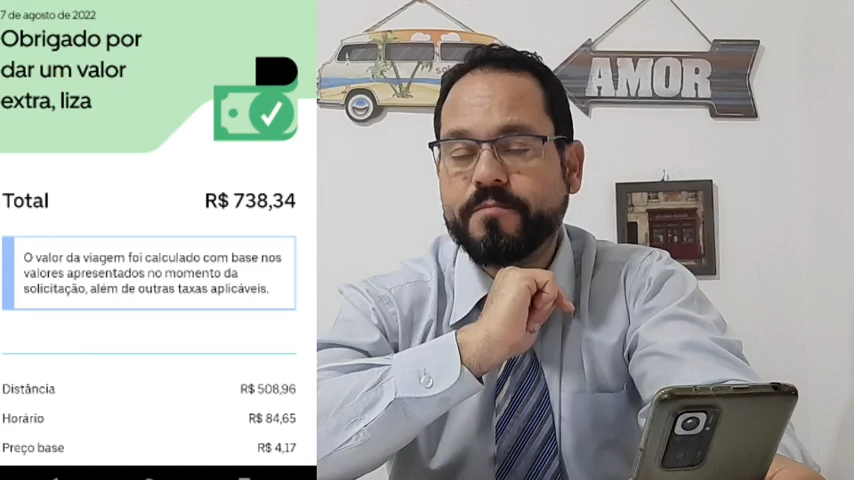 7 de agosto de 2022
Obrigado por
dar um valor
extra, liza
Total R$ 738,34
O valor da viagem foi calculado com base nos
valores apresentados no momento da
solicitação, além de outras taxas aplicáveis.
Distância R$ 508,96
Horário R$ 84,65
Preço base R$ 4,17
AMOR